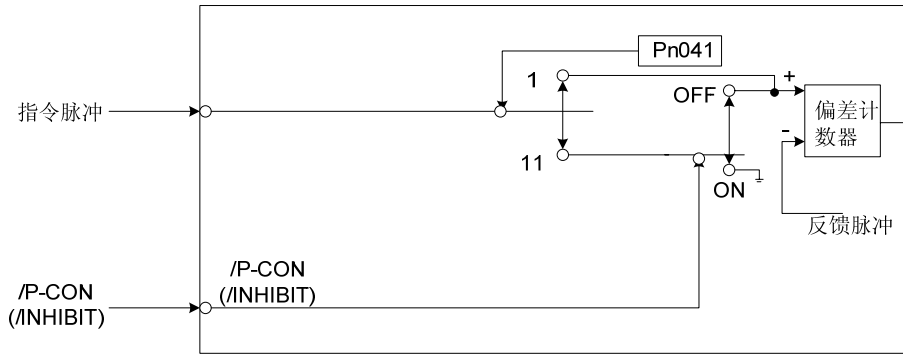 Pn041
1
OFF
+
指令脉冲
偏差计
数器
-
11
-
ON
反馈脉冲
/P-CON
(/INHIBIT)
/P-CON
(/INHIBIT)